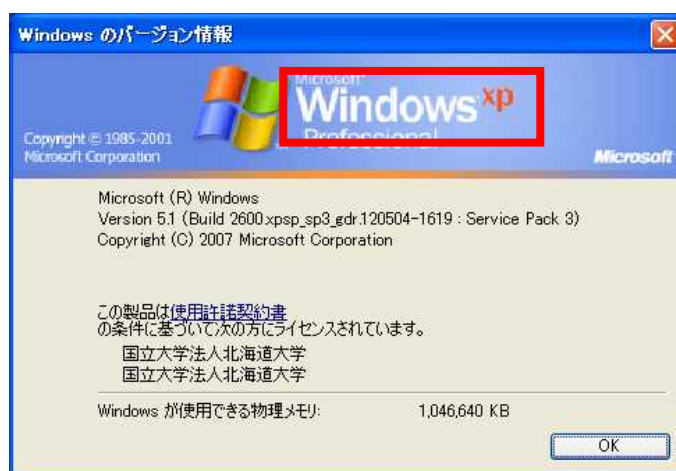 Windows のバージョン情報
Microsoft
Windows xp
Professional
Copyright © 1985-2001
Microsoft Corporation
Microsoft
Microsoft (R) Windows
Version 5.1 (Build 2600.xpsp_sp3_gdr.120504-1619 : Service Pack 3)
Copyright (C) 2007 Microsoft Corporation
この製品は使用許諾契約書
の条件に基づいて次の方にライセンスされています。
国立大学法人北海道大学
国立大学法人北海道大学
Windows が使用できる物理メモリ: 1,046,640 KB
OK